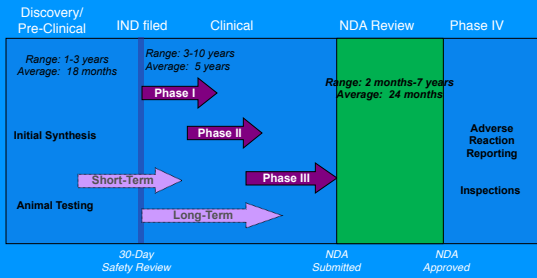 Discovery/
Pre-Clinical
IND filed
Clinical
NDA Review
Phase IV
Range: 1-3 years
Average: 18 months
Range: 3-10 years
Average: 5 years
Range: 2 months-7 years
Average: 24 months
Phase I
Initial Synthesis
Phase II
Adverse
Reaction
Reporting
Short-Term
Phase III
Inspections
Animal Testing
Long-Term
30-Day
Safety Review
NDA
Submitted
NDA
Approved